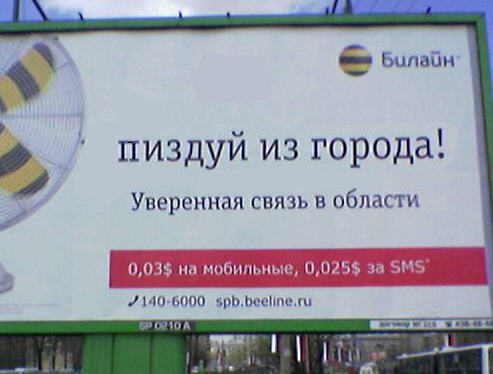 Билайн
пиздуй из города!
Уверенная связь в области
0,03$ на мобильные, 0,025$ за SMS*
140-6000 spb.beeline.ru
SP 0210 A